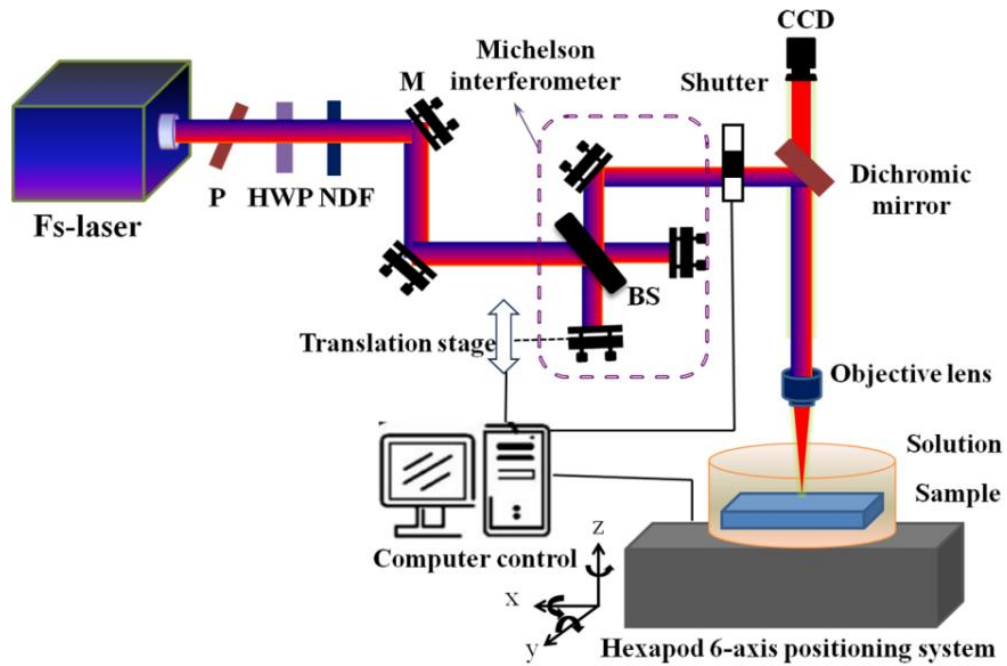 CCD
Michelson
interferometer
M
Shutter
P
HWP
NDF
Dichromic
mirror
Fs-laser
BS
Translation stage
Objective lens
Solution
Sample
Computer control
z
x
y
Hexapod 6-axis positioning system